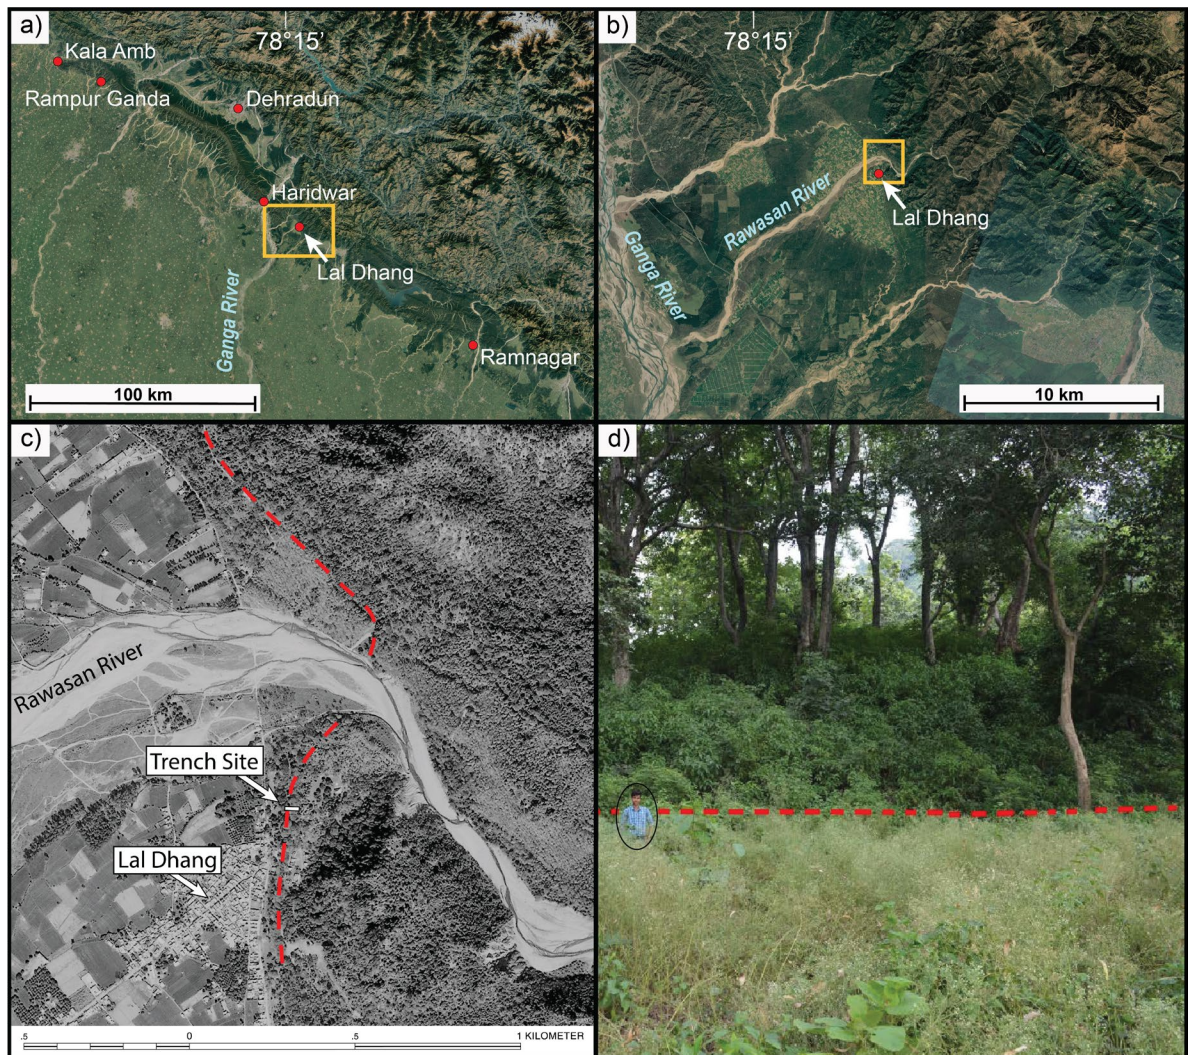 a)
78°15’
Kala Amb
Rampur Ganda
Dehradun
Haridwar
Lal Dhang
Ganga River
Ramnagar
100 km
b)
78°15’
Rawasan River
Lal Dhang
Ganga River
10 km
c)
Rawasan River
Trench Site
Lal Dhang
.5 0 .5 1 KILOMETER
d)